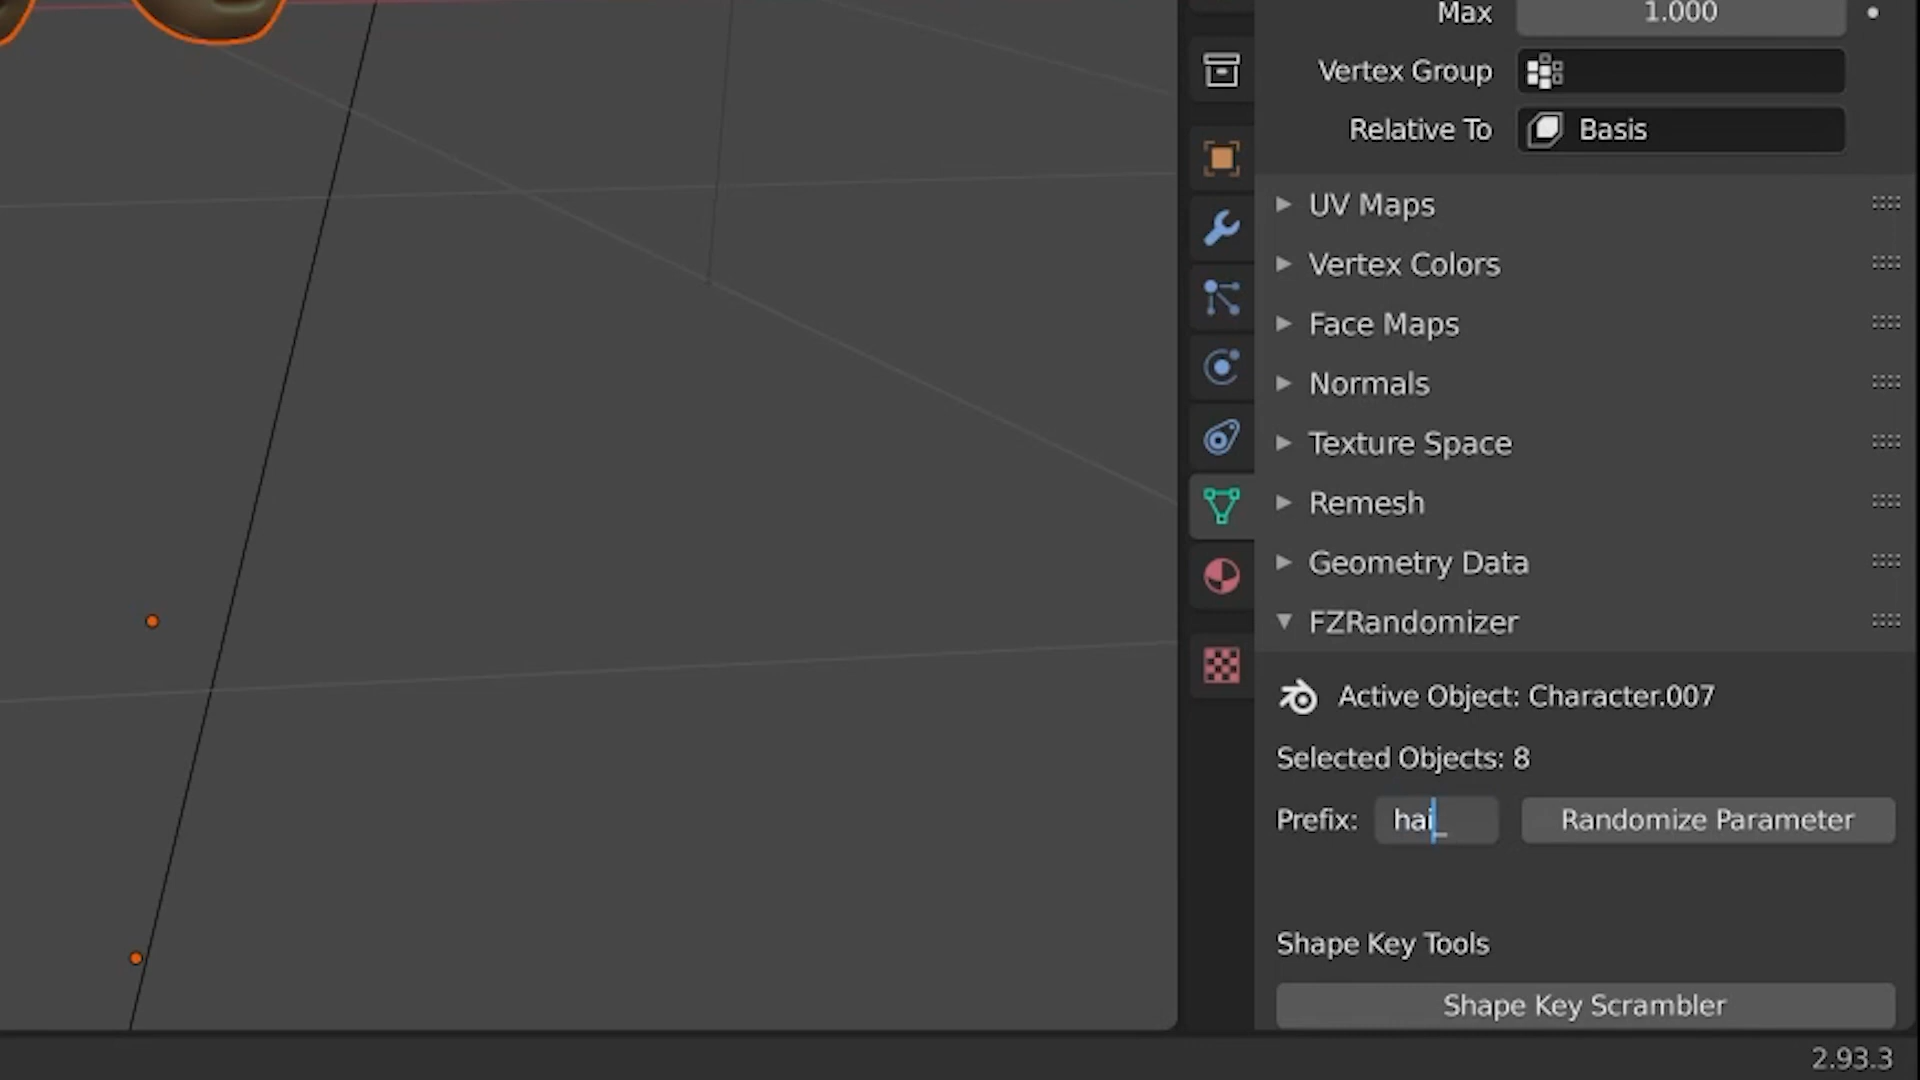 Max 1.000
Vertex Group
Relative To Basis
UV Maps
Vertex Colors
Face Maps
Normals
Texture Space
Remesh
Geometry Data
FZRandomizer
Active Object: Character.007
Selected Objects: 8
Prefix: hai_ Randomize Parameter
Shape Key Tools
Shape Key Scrambler
2.93.3